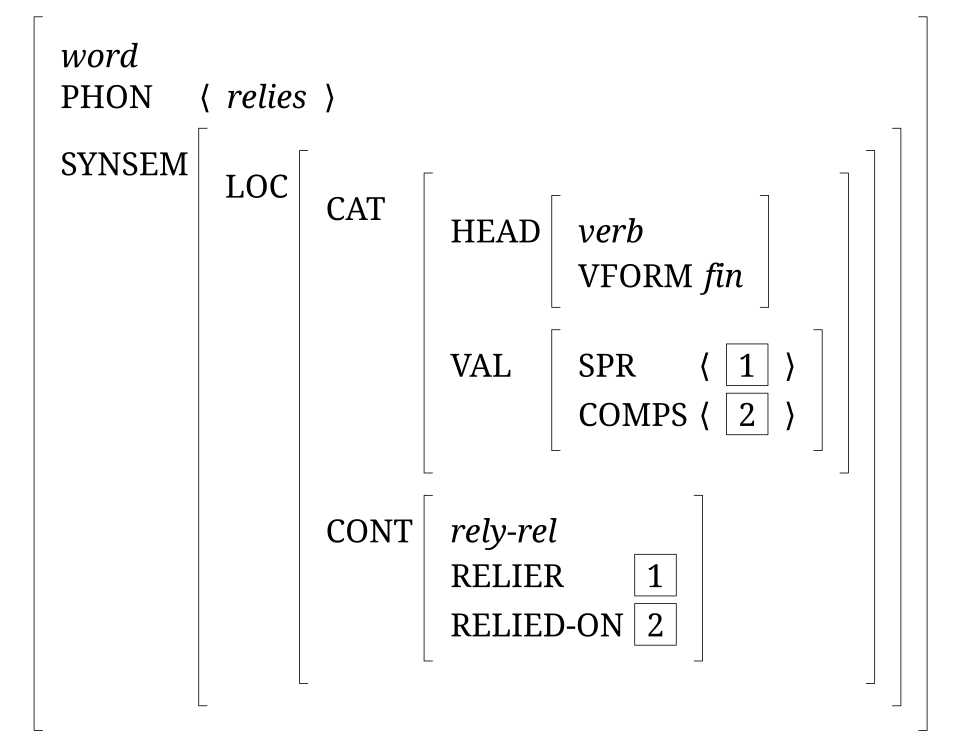 word
PHON ⟨ relies ⟩
SYNSEM
LOC
CAT
HEAD
verb
VFORM fin
VAL
SPR ⟨ 1 ⟩
COMPS ⟨ 2 ⟩
CONT
rely-rel
RELIER 1
RELIED-ON 2